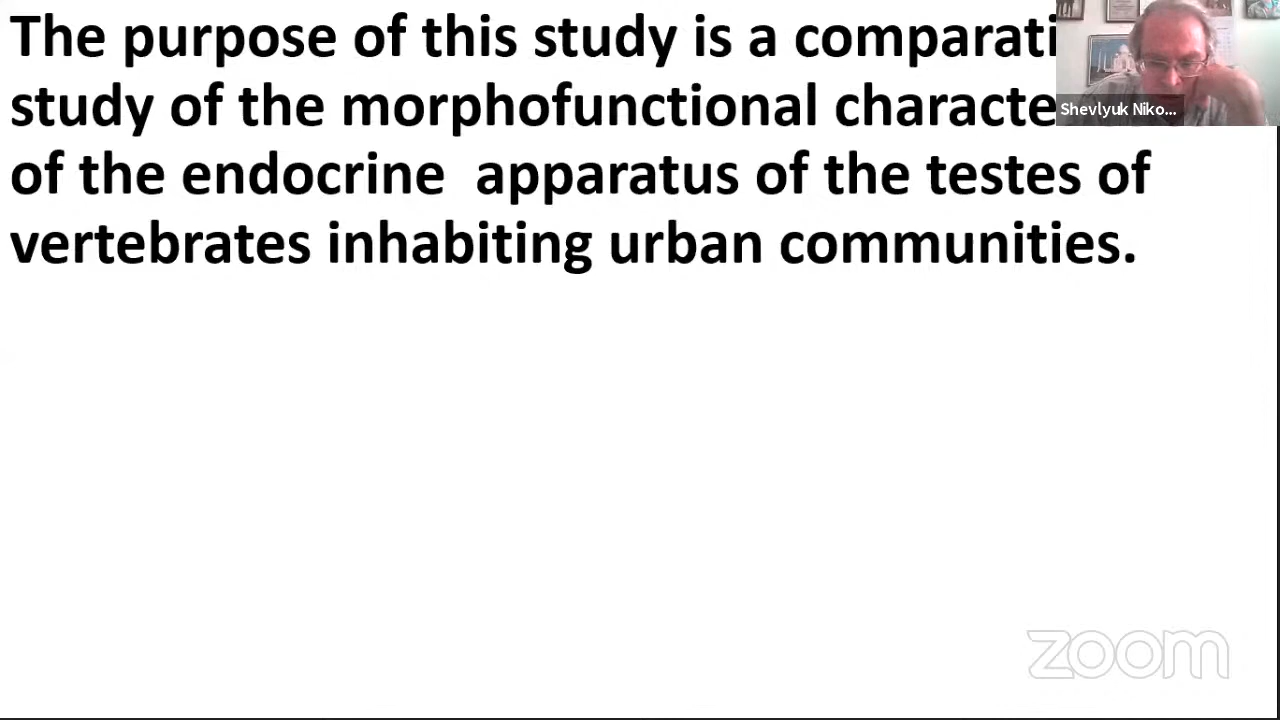 The purpose of this study is a comparati
study of the morphofunctional characte
of the endocrine apparatus of the testes of
vertebrates inhabiting urban communities.
Shevlyuk Niko...
zoom